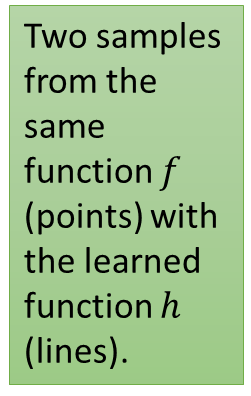 Two samples
from the
same
function f
(points) with
the learned
function h
(lines).